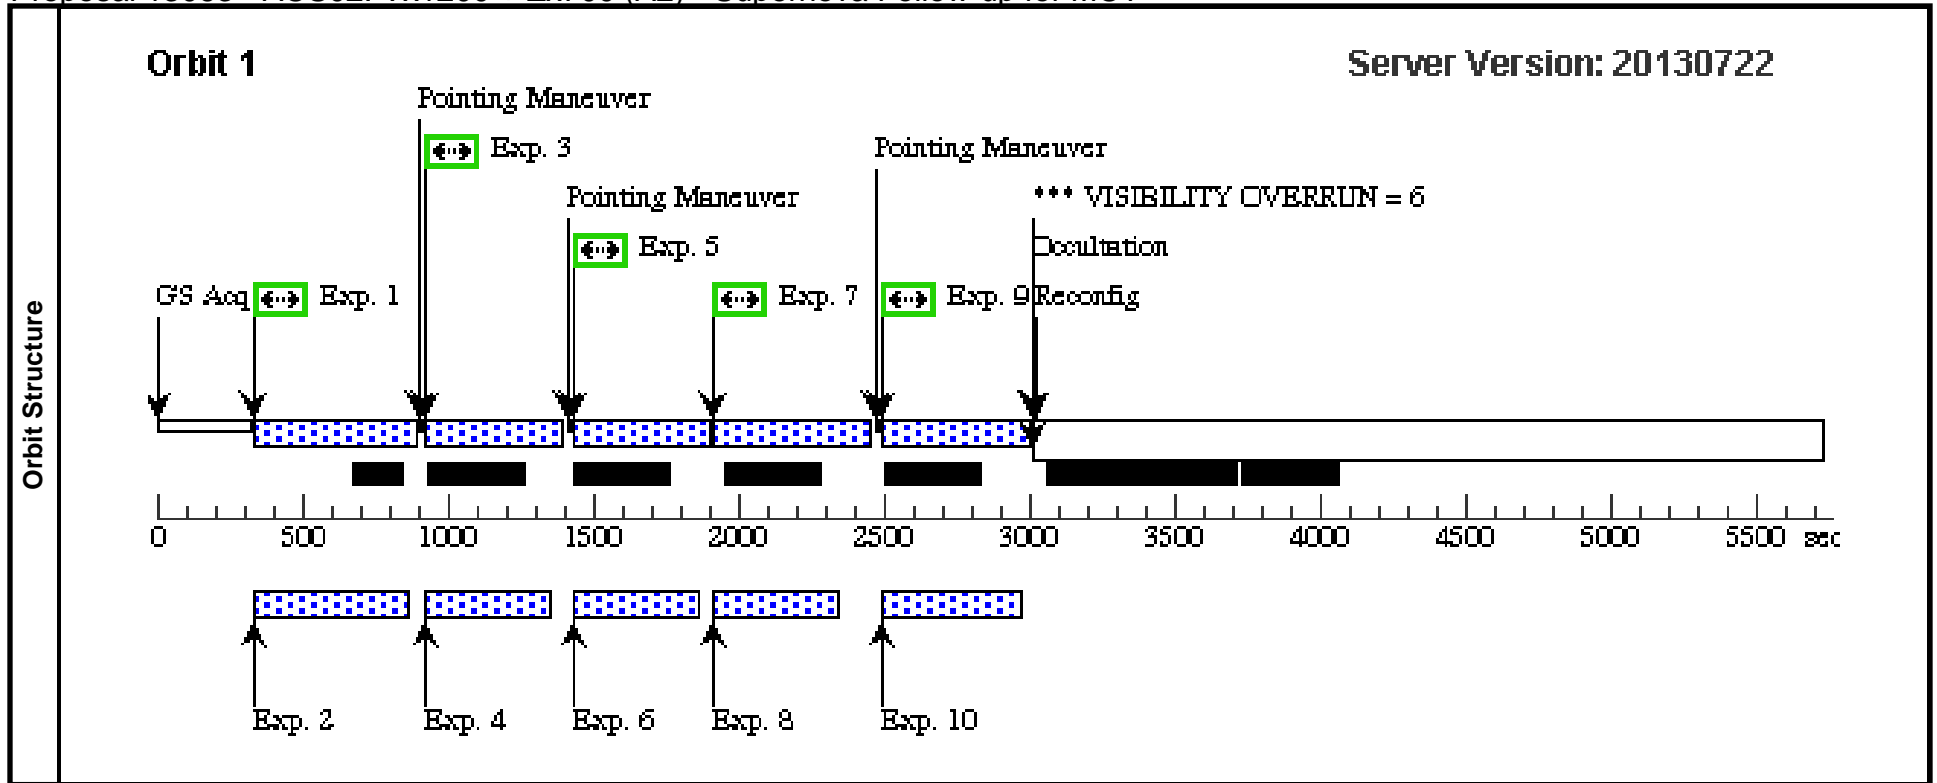 Orbit 1
Server Version: 20130722
Pointing Maneuver
Exp. 3
Pointing Maneuver
Pointing Maneuver
*** VISIBILITY OVERRUN = 6
Exp. 5
Occultation
GS Acq
Exp. 1
Exp. 7
Exp. 9
Reconfig
Orbit Structure
0
500
1000
1500
2000
2500
3000
3500
4000
4500
5000
5500
sec
Exp. 2
Exp. 4
Exp. 6
Exp. 8
Exp. 10